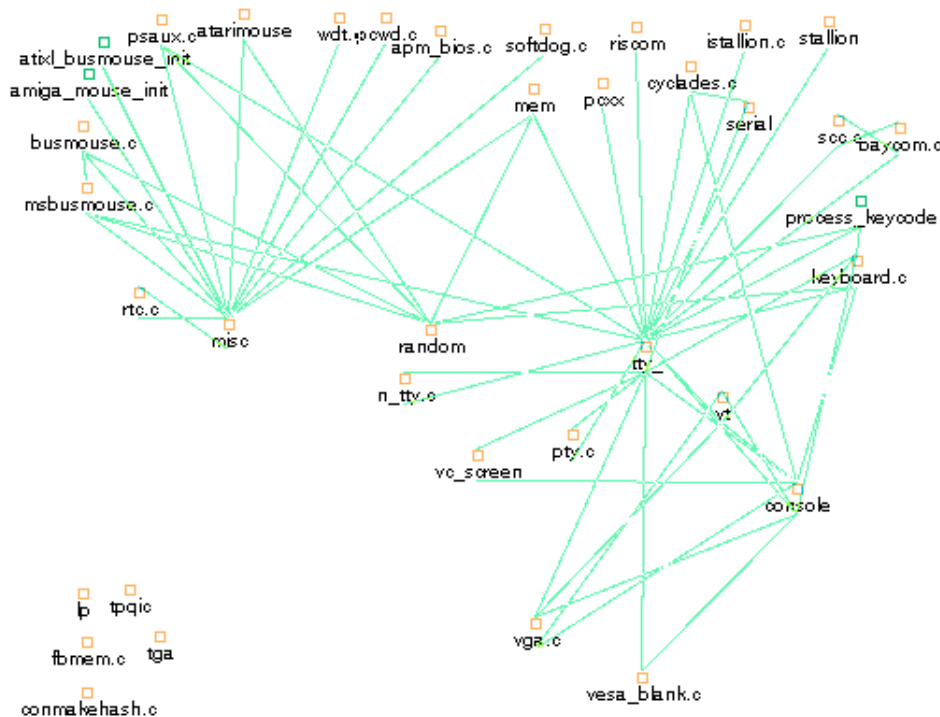 psaux.c
atarimouse
wdt.c
pcwd.c
apm_bios.c
softdog.c
riscom
istallion.c
stallion
atixl_busmouse_init
amiga_mouse_init
mem
pcxx
cyclades.c
serial
busmouse.c
scc.c
baycom.c
msbusmouse.c
process_keycode
keyboard.c
rtc.c
misc
random
tty_
n_tty.c
vt
vc_screen
pty.c
console
lp
tpqic
fbmem.c
tga
vga.c
conmakehash.c
vesa_blank.c